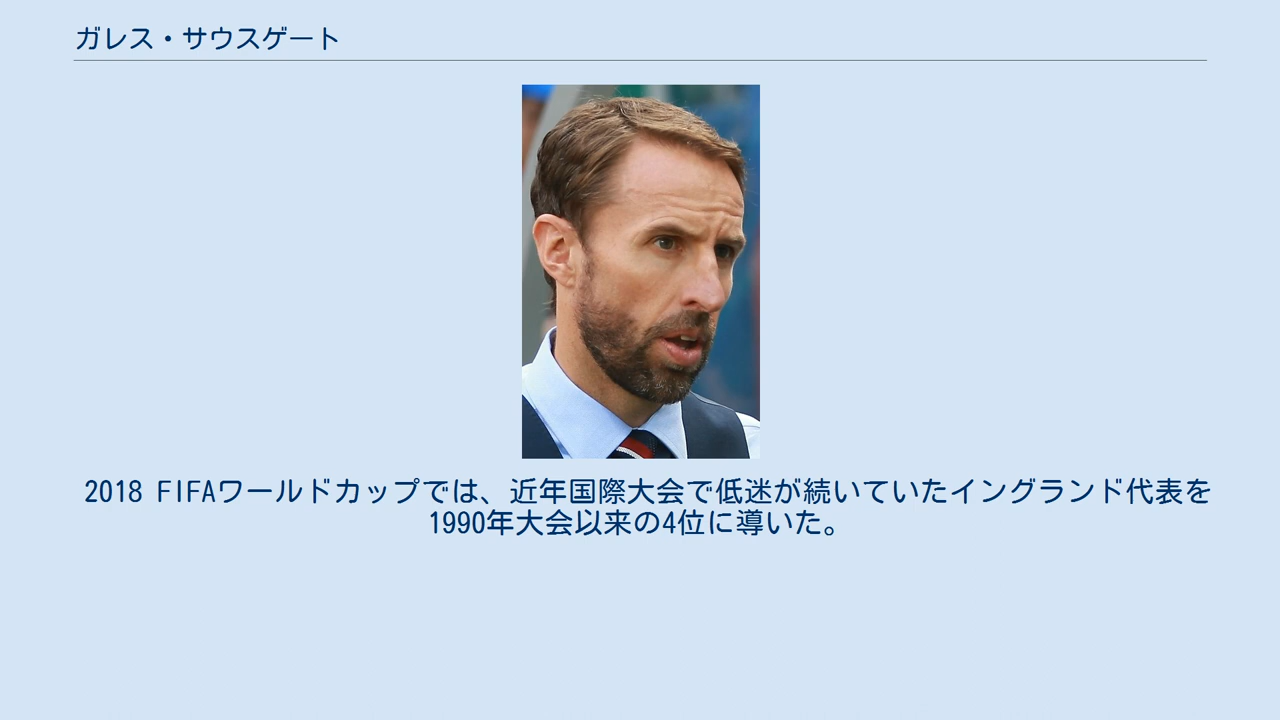 ガレス・サウスゲート
2018 FIFAワールドカップでは、近年国際大会で低迷が続いていたイングランド代表を
1990年大会以来の4位に導いた。